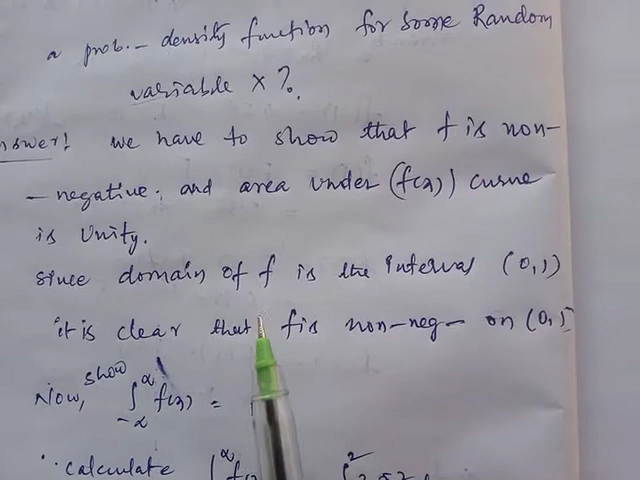 a prob. - density function for some Random
variable X ?.
nswer! we have to show that f is non-
- negative, and area under (f(x)) curve
is Unity.
Since domain of f is the interval (0,1)
it is clear that f is non-neg- on (0,1)
Now, show ∫_{-∞}^{∞} f(x) =
∴ calculate